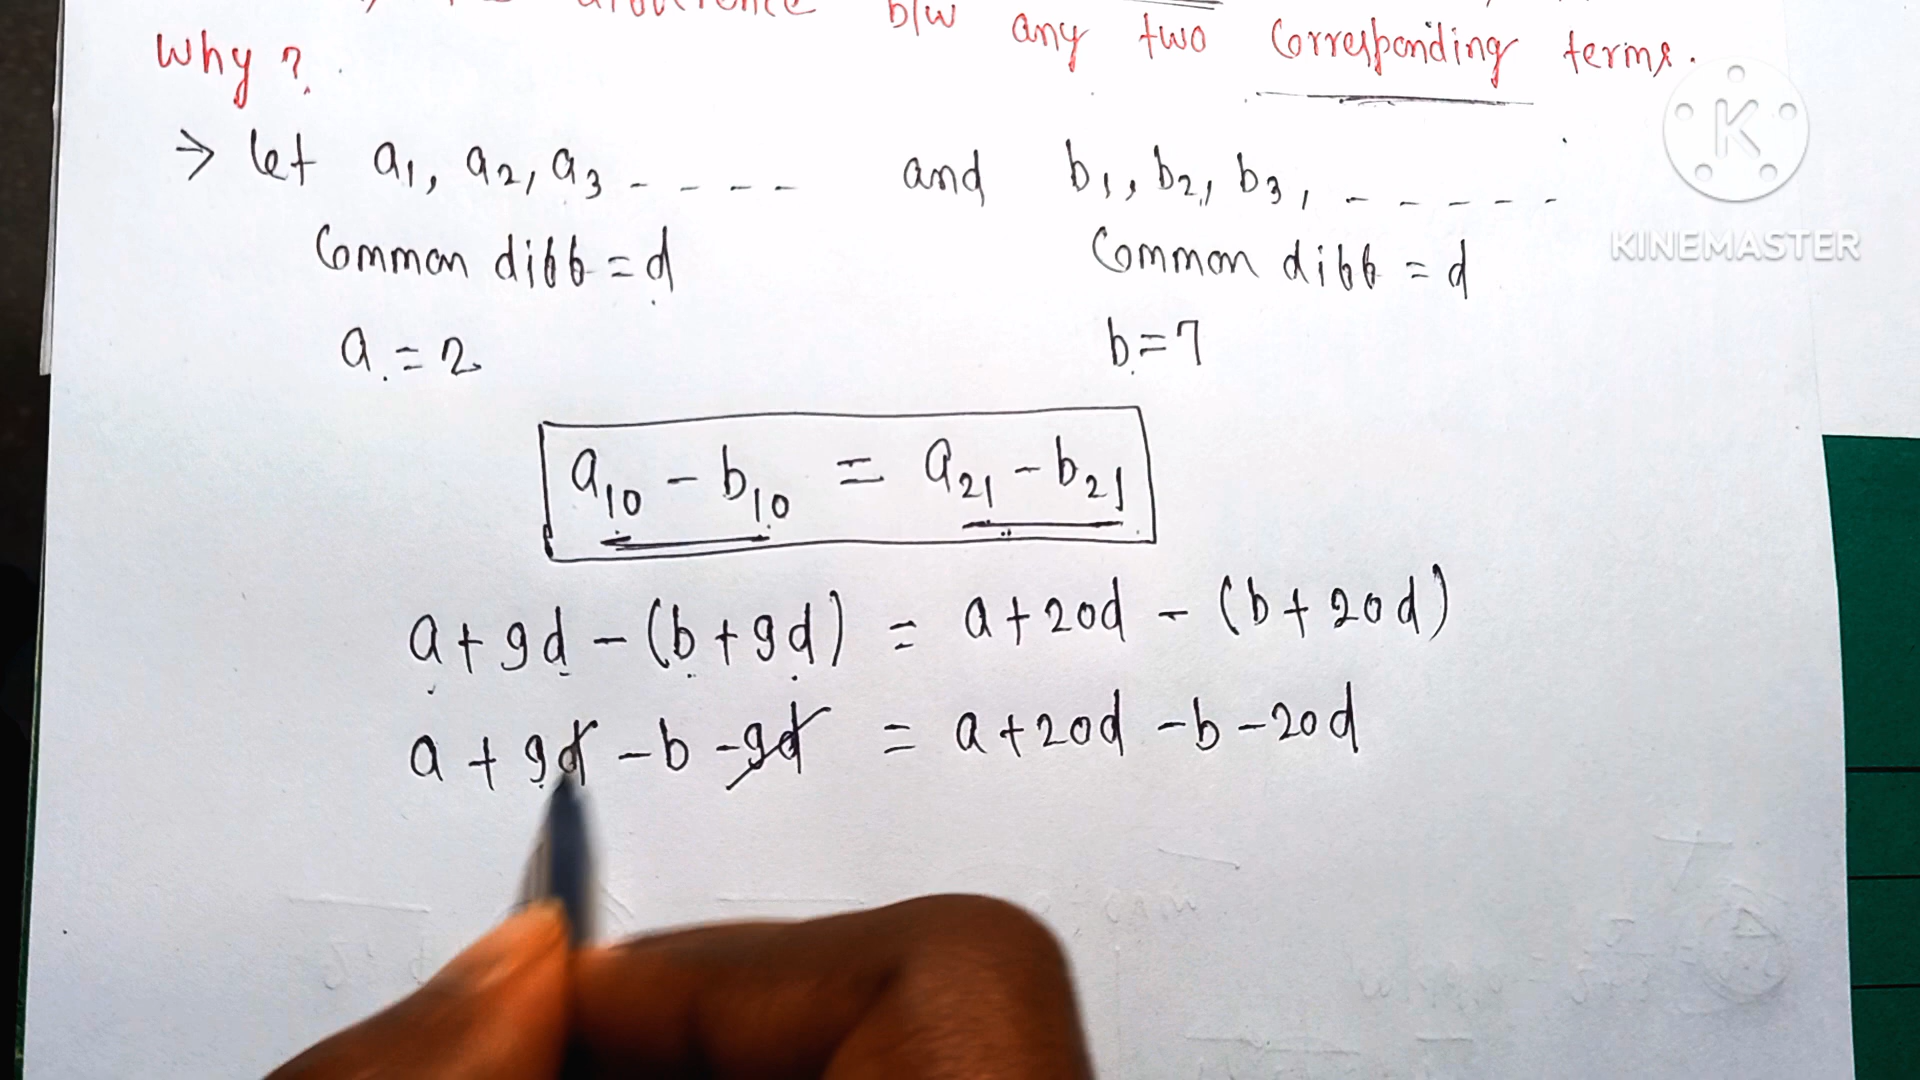 b/w any two Corresponding terms.
Why?
→ let a₁, a₂, a₃ - - - - and b₁, b₂, b₃, - - - - -
Common diff = d Common diff = d
a = 2 b = 7
a₁₀ - b₁₀ = a₂₁ - b₂₁
a + 9d - (b + 9d) = a + 20d - (b + 20d)
a + 9d - b - 9d = a + 20d - b - 20d
K
KINEMASTER